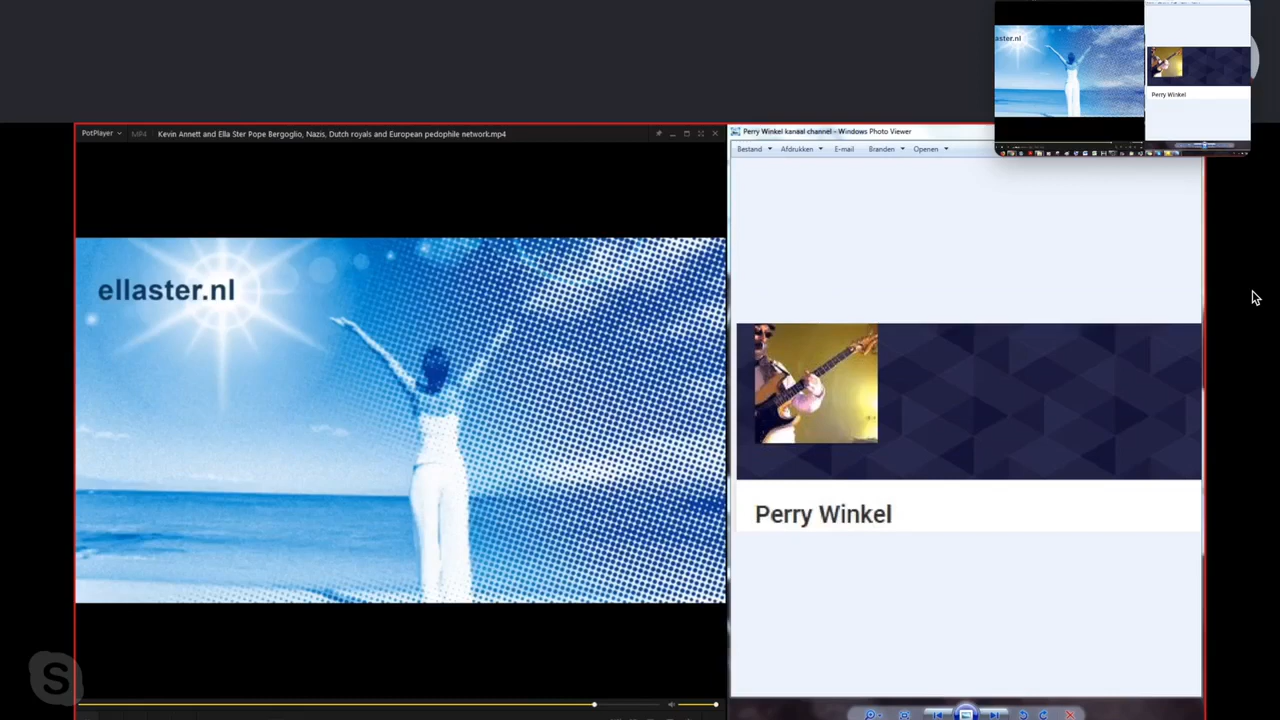 aster.nl
Perry Winkel
PotPlayer
MP4
Kevin Annett and Ella Ster Pope Bergoglio, Nazis, Dutch royals and European pedophile network.mp4
Perry Winkel kanaal channel - Windows Photo Viewer
Bestand
Afdrukken
E-mail
Branden
Openen
ellaster.nl
Perry Winkel
S